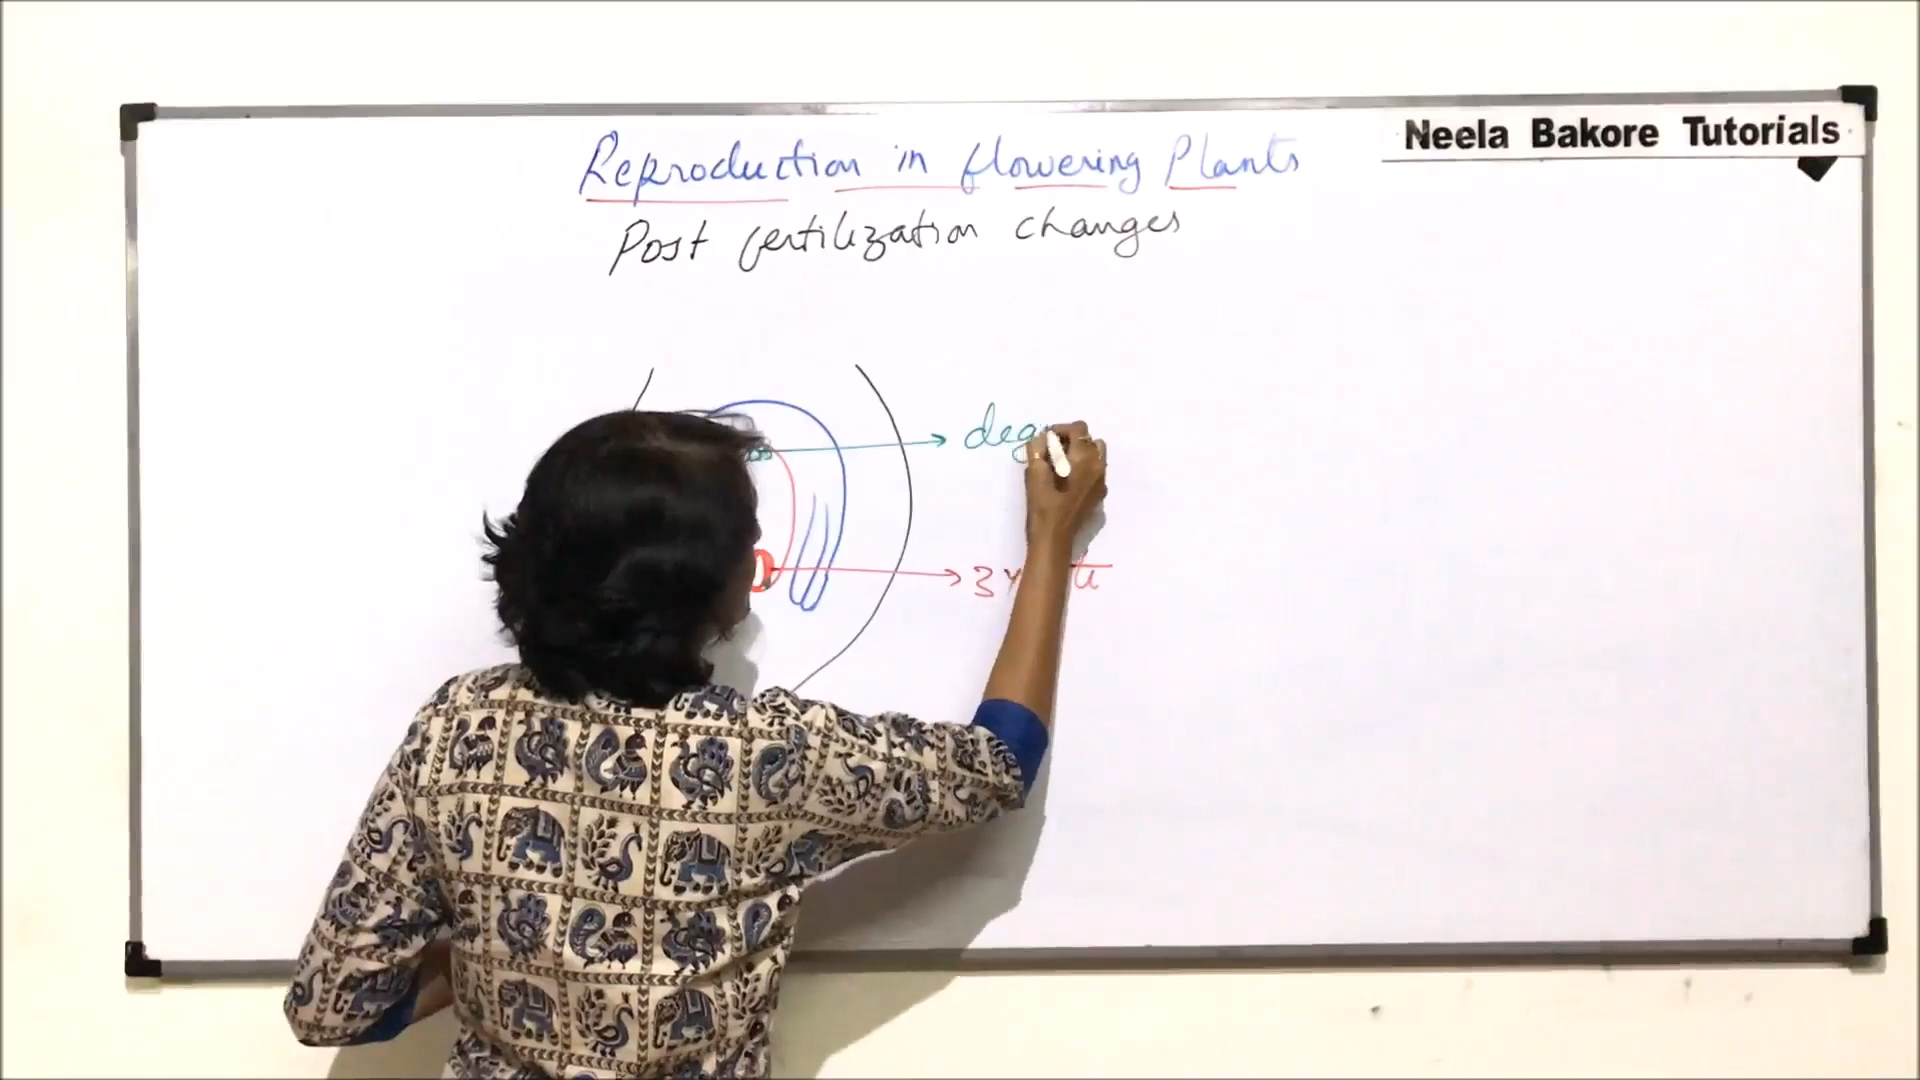 Neela Bakore Tutorials
Reproduction in flowering Plants
Post fertilization changes